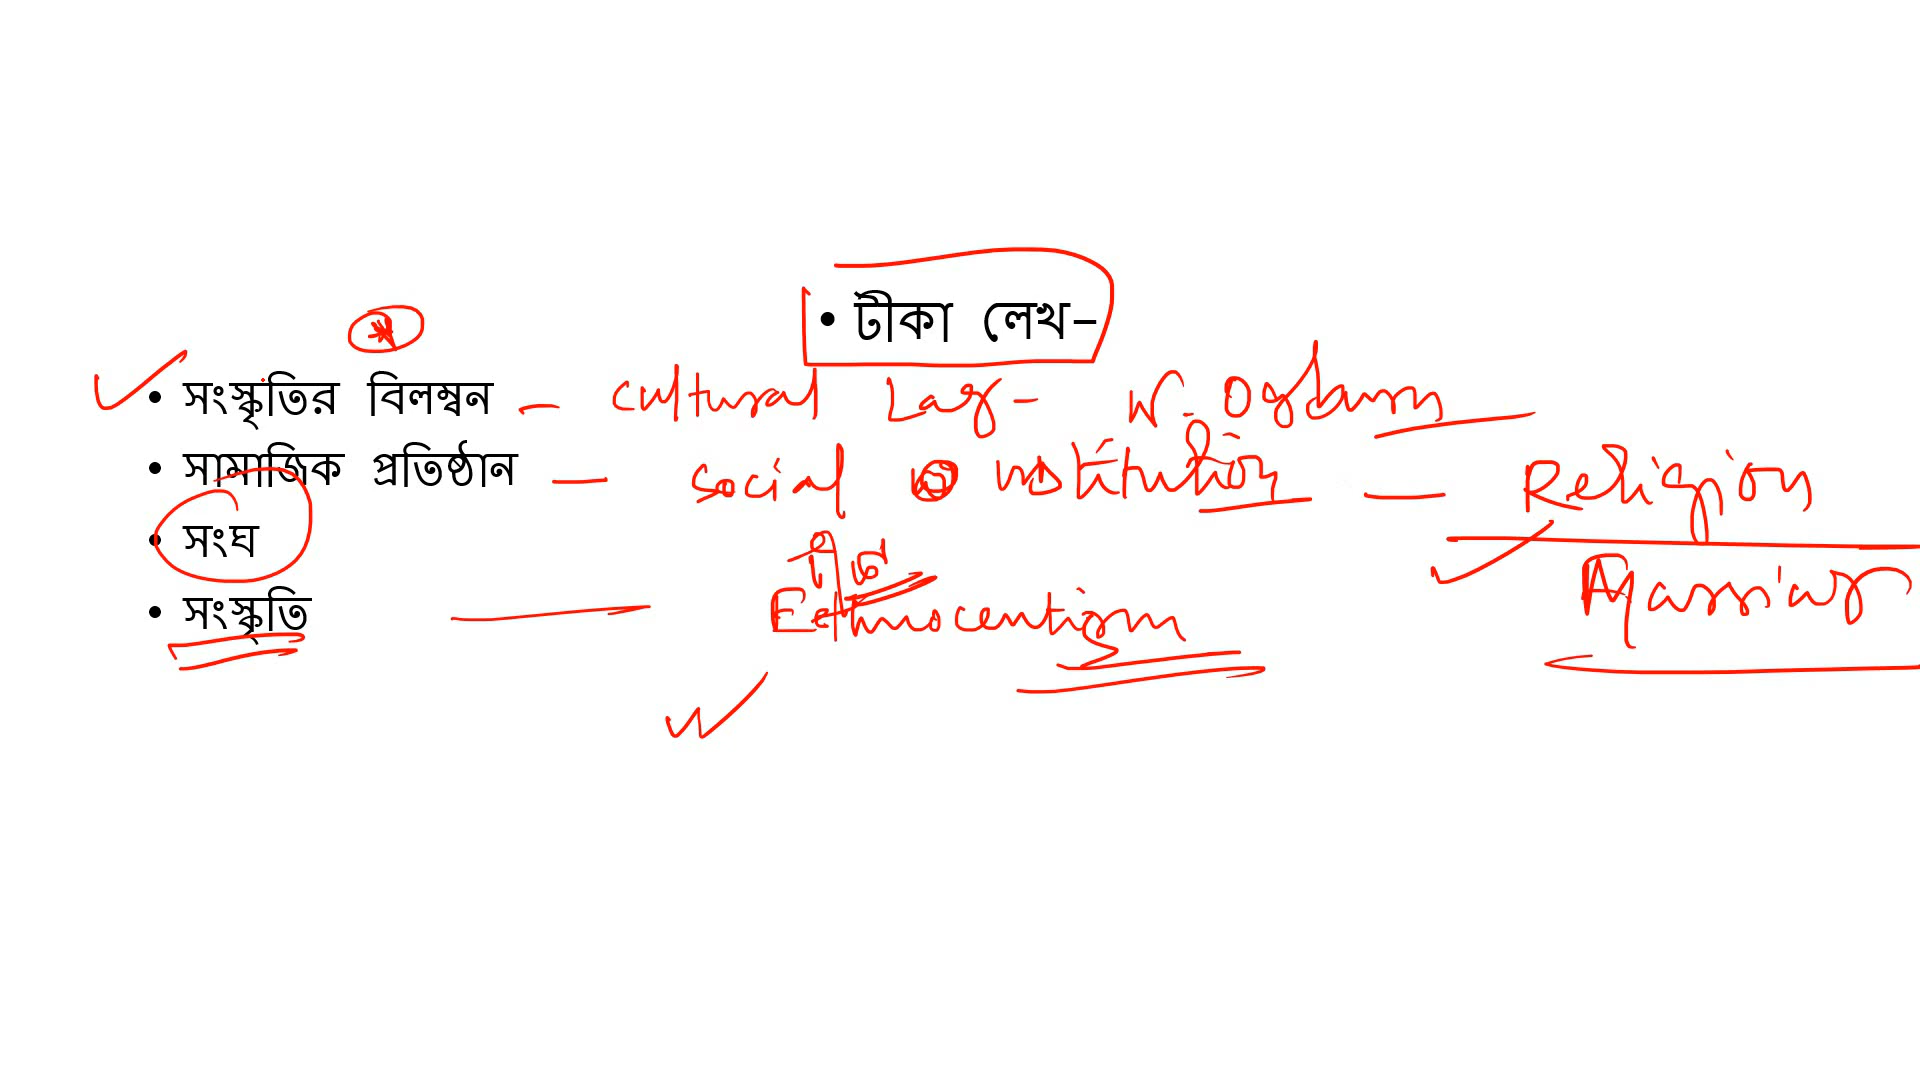 • টীকা লেখ–
• সংস্কৃতির বিলম্বন – Cultural Lag – W. Ogburn
• সামাজিক প্রতিষ্ঠান – Social institution – Religion
• সংঘ
Marriage
• সংস্কৃতি — Ethnocentrism